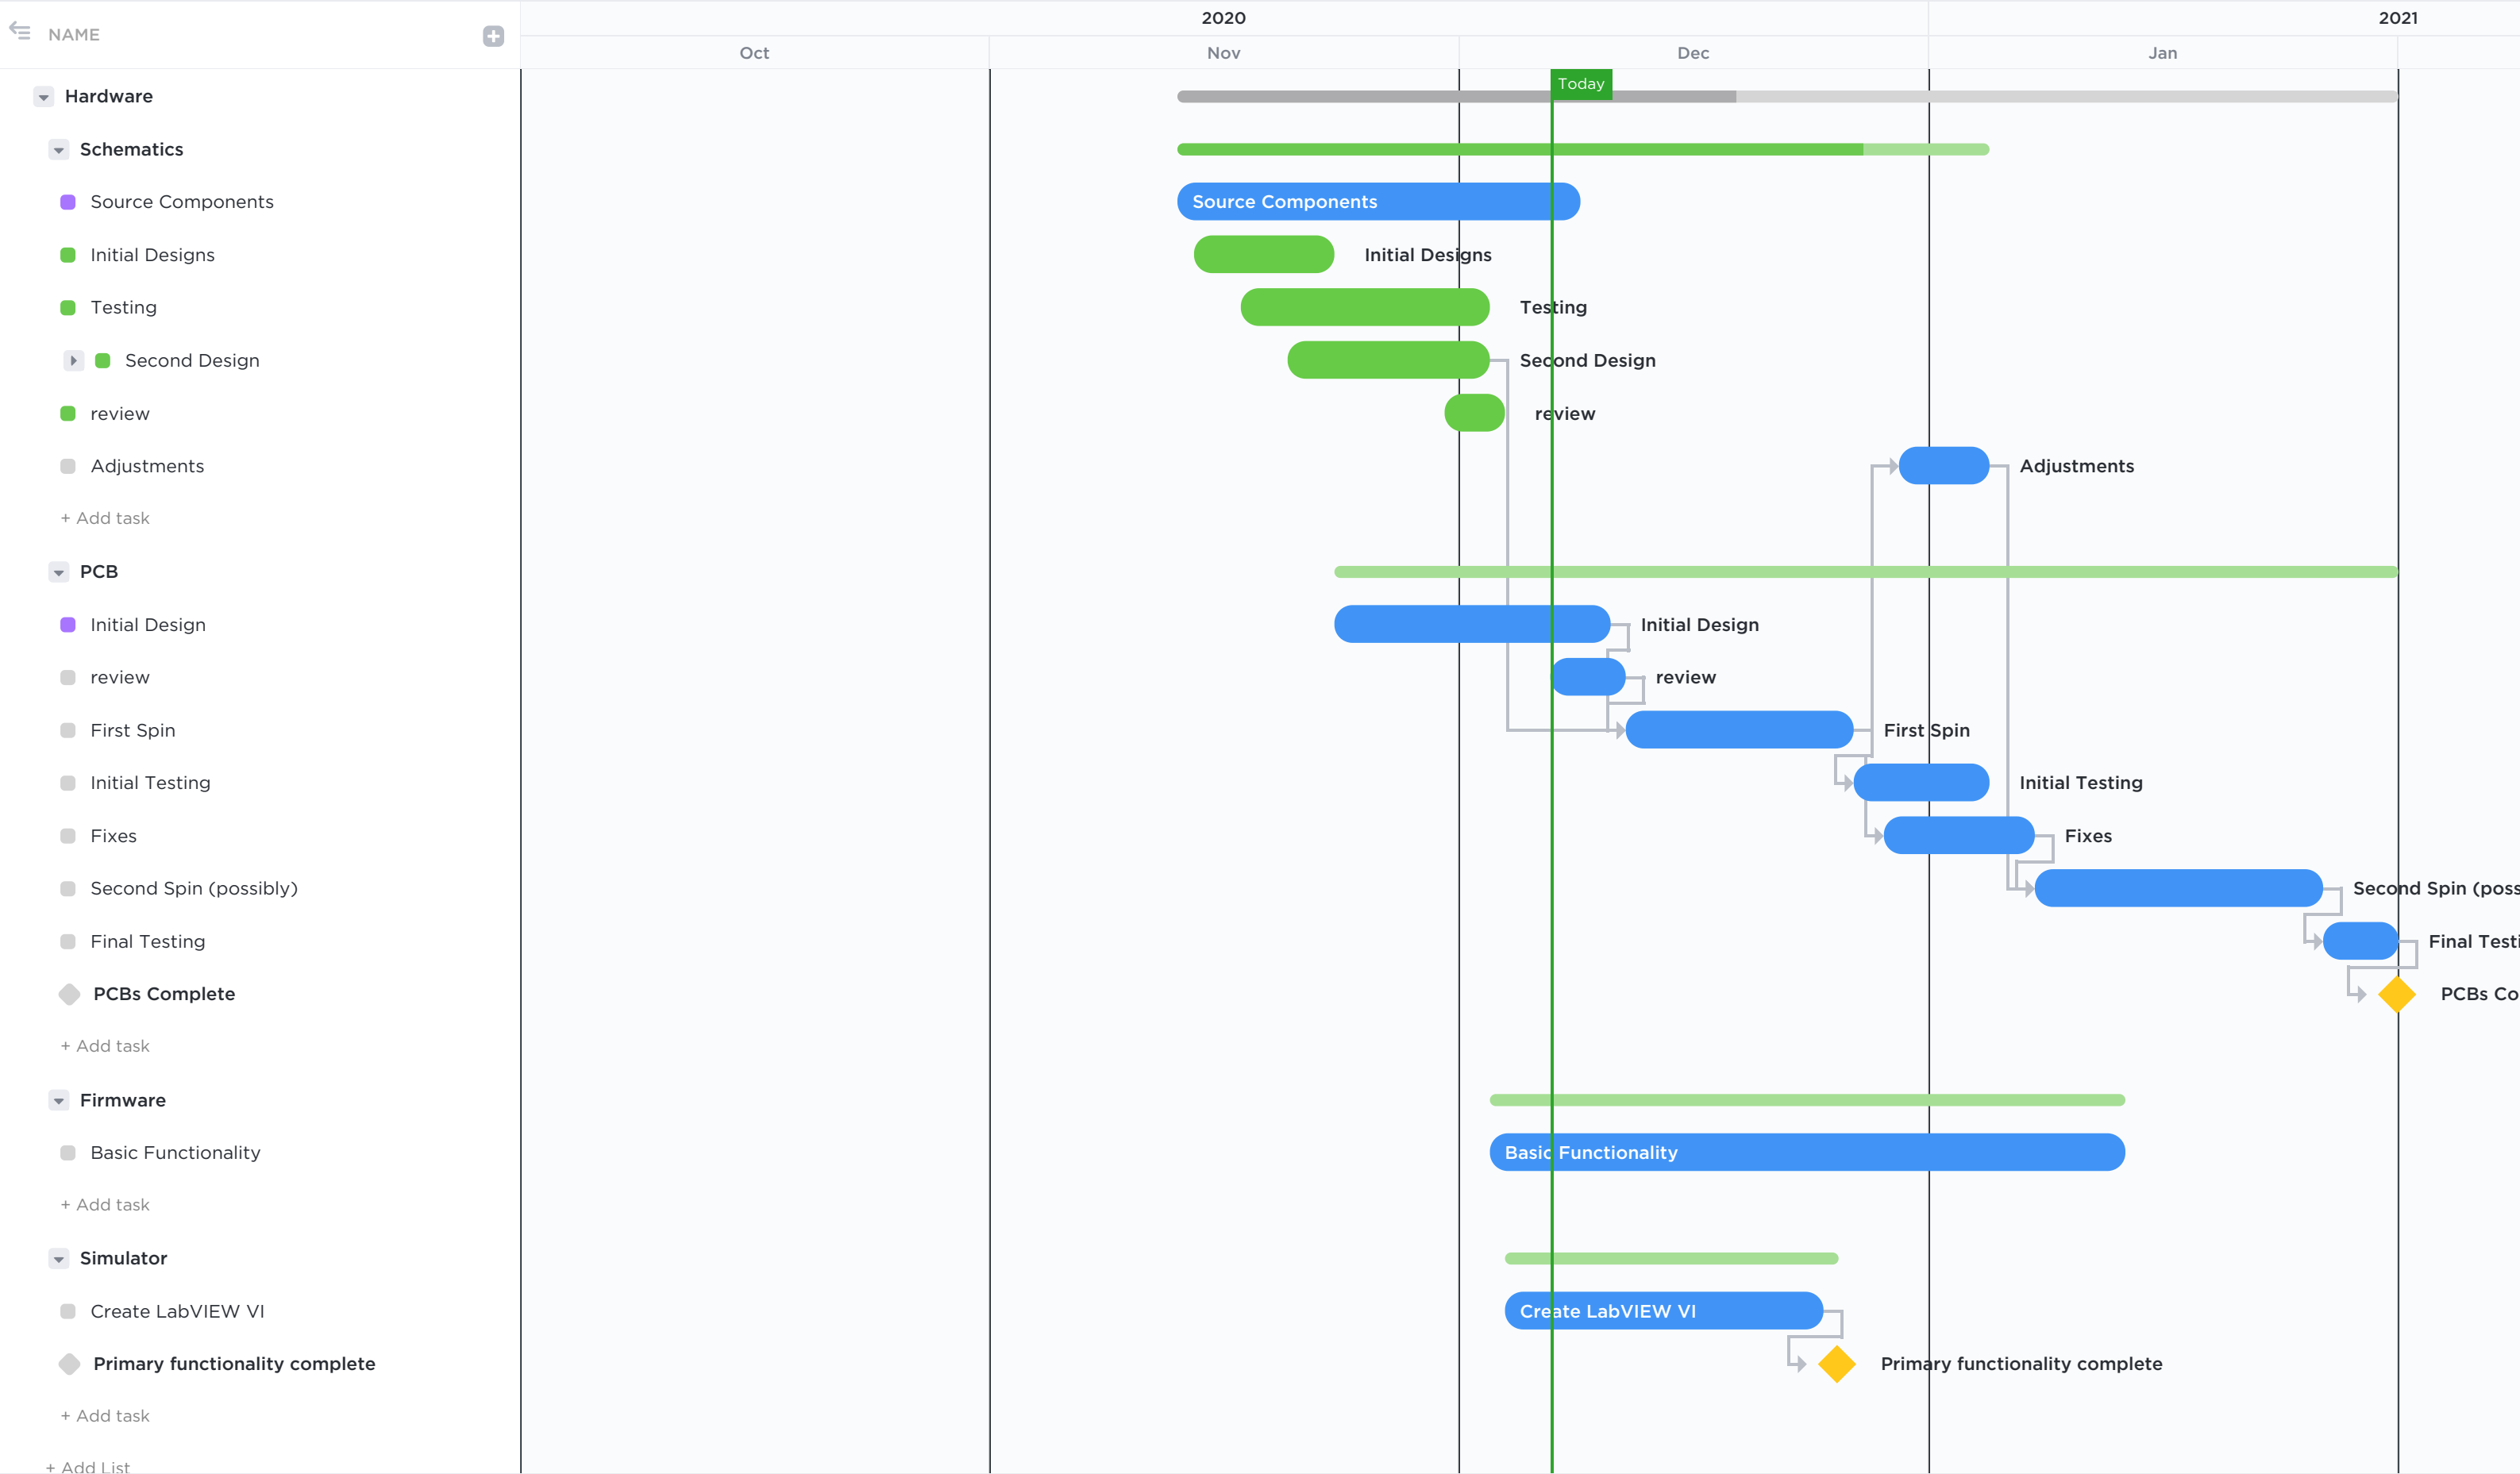 NAME
2020
2021
Oct
Nov
Dec
Jan
Today
Hardware
Schematics
Source Components
Source Components
Initial Designs
Initial Designs
Testing
Testing
Second Design
Second Design
review
review
Adjustments
Adjustments
+ Add task
PCB
Initial Design
Initial Design
review
review
First Spin
First Spin
Initial Testing
Initial Testing
Fixes
Fixes
Second Spin (possibly)
Second Spin (poss
Final Testing
Final Testi
PCBs Complete
PCBs Co
+ Add task
Firmware
Basic Functionality
Basic Functionality
+ Add task
Simulator
Create LabVIEW VI
Create LabVIEW VI
Primary functionality complete
Primary functionality complete
+ Add task
+ Add List